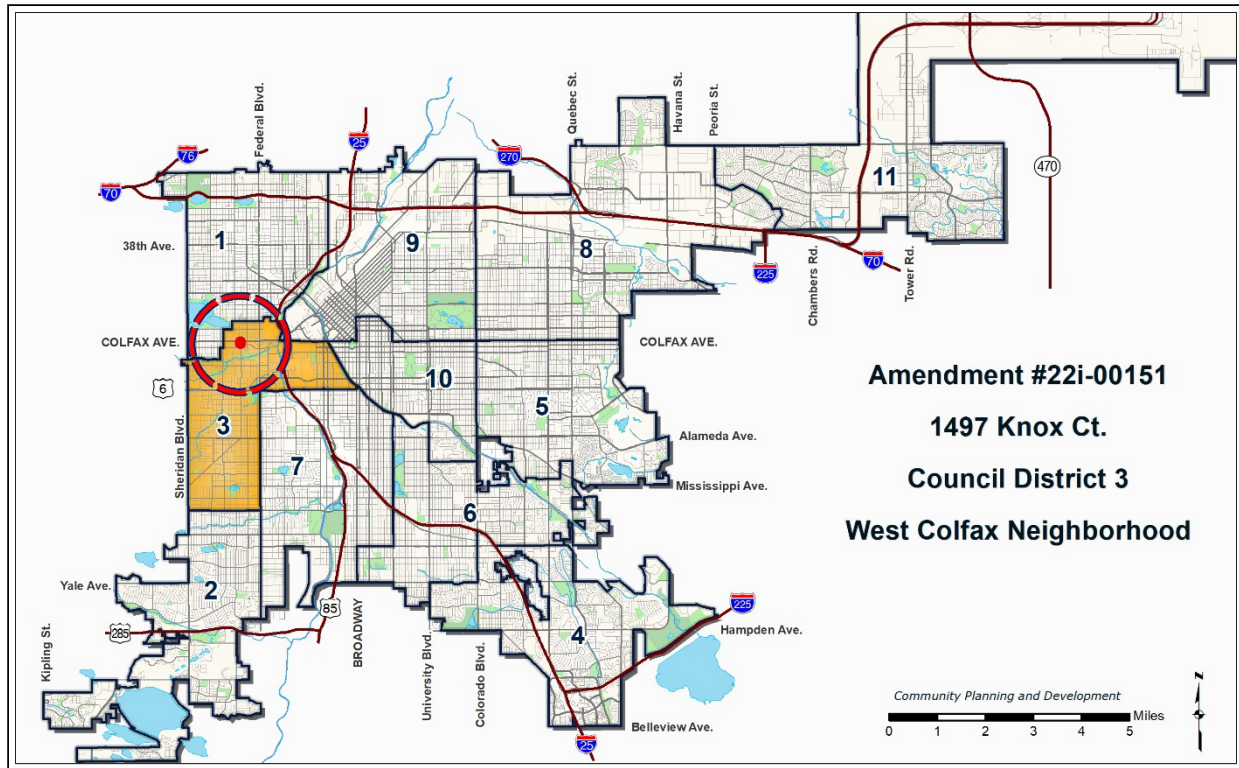 Federal Blvd.
Quebec St.
Havana St.
Peoria St.
25
76
270
70
470
11
1
9
8
38th Ave.
225
70
Chambers Rd.
Tower Rd.
COLFAX AVE.
COLFAX AVE.
6
10
5
Sheridan Blvd.
3
7
Alameda Ave.
Mississippi Ave.
6
Amendment #22i-00151
1497 Knox Ct.
Council District 3
West Colfax Neighborhood
Yale Ave.
2
85
285
Kipling St.
BROADWAY
University Blvd.
Colorado Blvd.
4
225
Hampden Ave.
Belleview Ave.
25
Community Planning and Development
Miles
0 1 2 3 4 5
N